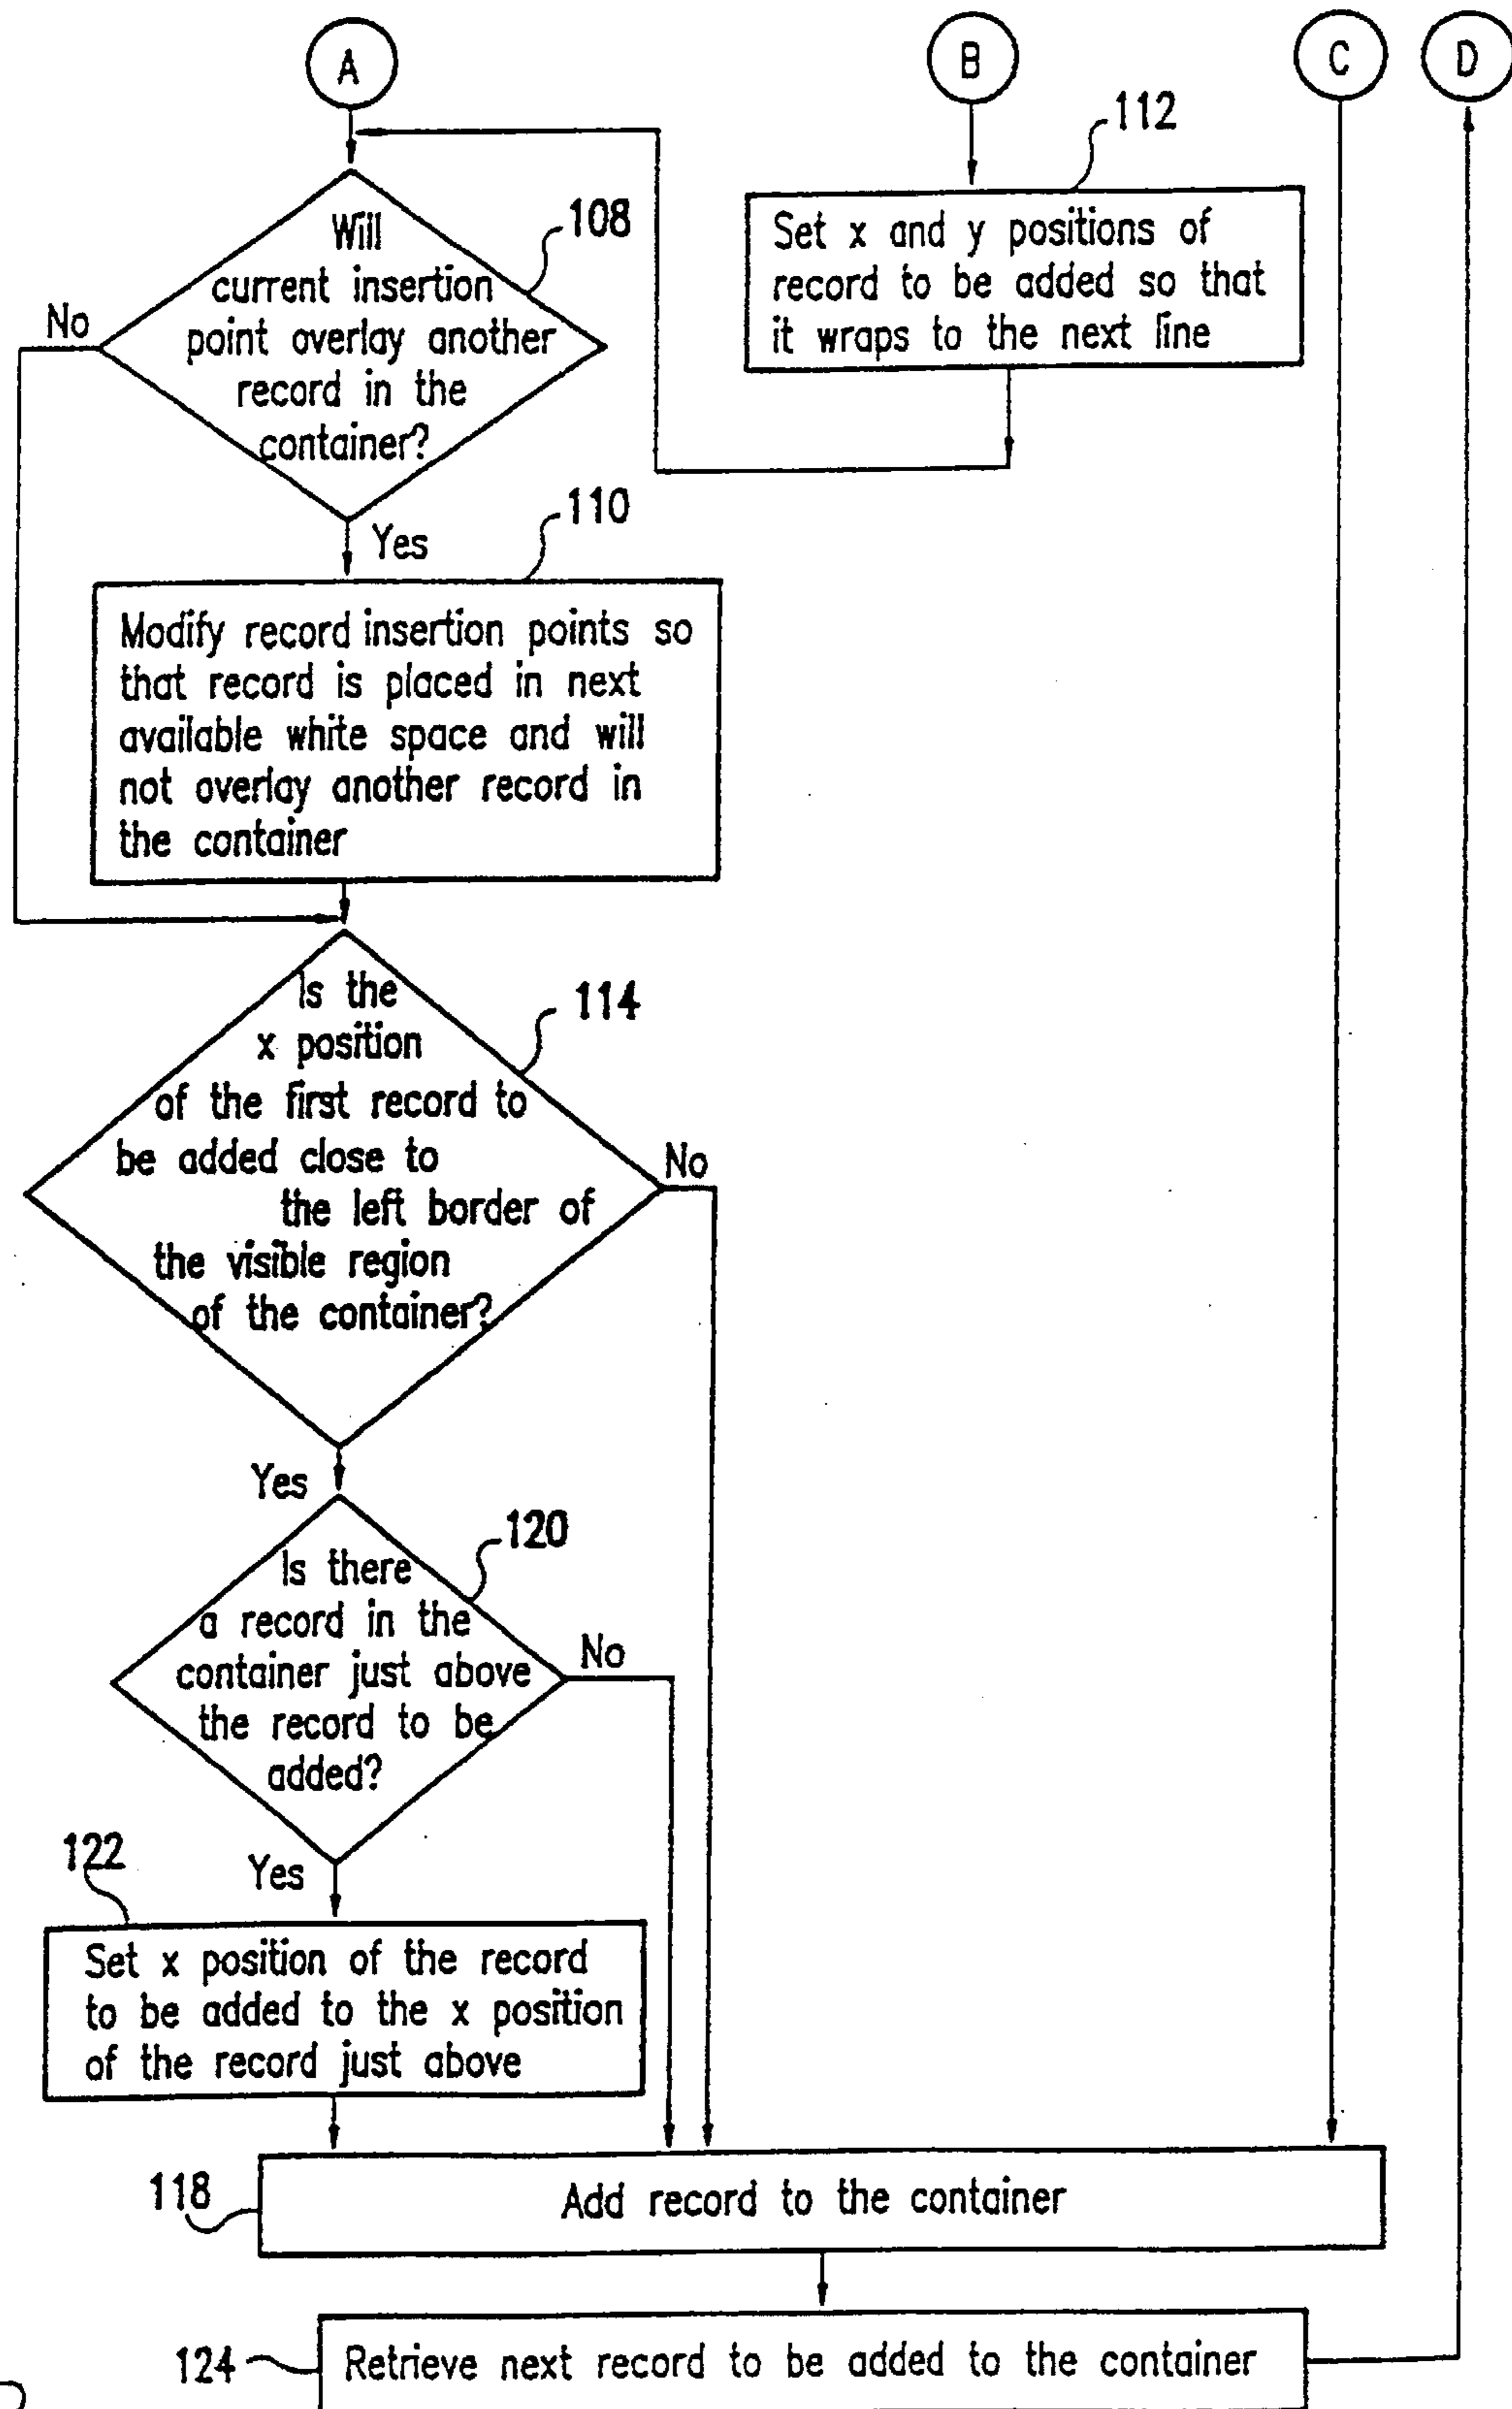 A
B
C
D
112
Will
current insertion
point overlay another
record in the
container?
108
No
Yes
Set x and y positions of
record to be added so that
it wraps to the next line
110
Modify record insertion points so
that record is placed in next
available white space and will
not overlay another record in
the container
Is the
x position
of the first record to
be added close to
the left border of
the visible region
of the container?
114
No
Yes
120
Is there
a record in the
container just above
the record to be
added?
No
Yes
122
Set x position of the record
to be added to the x position
of the record just above
118
Add record to the container
124
Retrieve next record to be added to the container